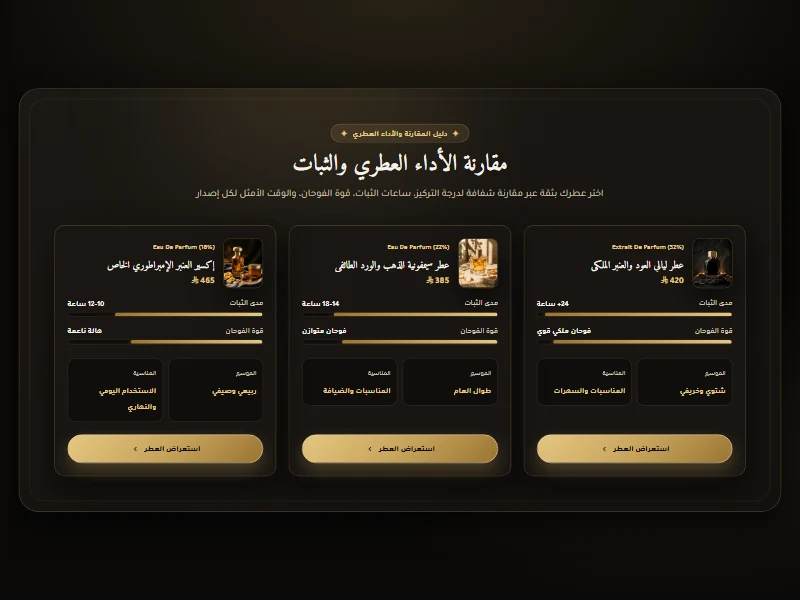 ✦ دليل المقارنة والأداء العطري ✦
مقارنة الأداء العطري والثبات
اختر عطرك بثقة عبر مقارنة شفافة لدرجة التركيز، ساعات الثبات، قوة الفوحان، والوقت الأمثل لكل إصدار
Extrait De Parfum (32%)
عطر ليالي العود والعنبر الملكي
420
مدى الثبات
24+ ساعة
قوة الفوحان
فوحان ملكي قوي
الموسم
شتوي وخريفي
المناسبة
المناسبات والسهرات
استعراض العطر ‹
Eau De Parfum (22%)
عطر سيمفونية الذهب والورد الطائفي
385
مدى الثبات
14-18 ساعة
قوة الفوحان
فوحان متوازن
الموسم
طوال العام
المناسبة
المناسبات والضيافة
استعراض العطر ‹
Eau De Parfum (18%)
إكسير العنبر الإمبراطوري الخاص
465
مدى الثبات
10-12 ساعة
قوة الفوحان
هالة ناعمة
الموسم
ربيعي وصيفي
المناسبة
الاستخدام اليومي
والنهاري
استعراض العطر ‹